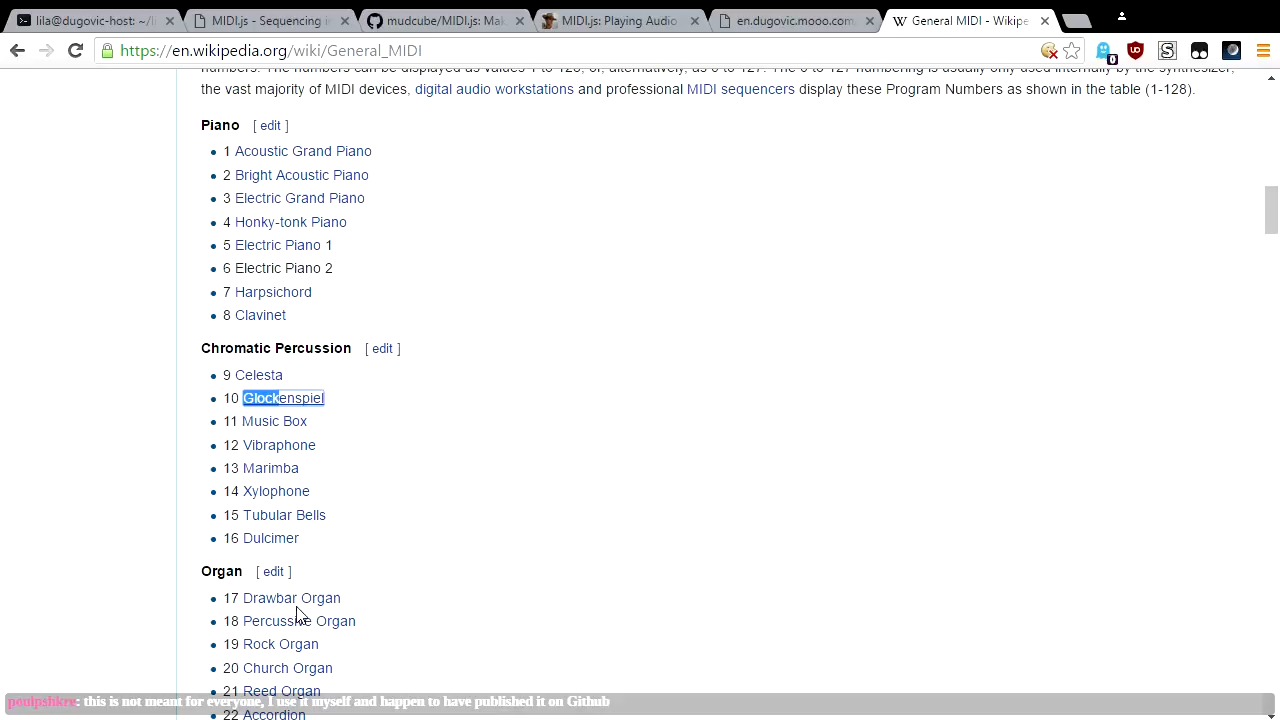 lila@dugovic-host: ~/li
MIDI.js - Sequencing in
mudcube/MIDI.js: Mak
MIDI.js: Playing Audio
en.dugovic.mooo.com
General MIDI - Wikipe
https://en.wikipedia.org/wiki/General_MIDI
0
the vast majority of MIDI devices, digital audio workstations and professional MIDI sequencers display these Program Numbers as shown in the table (1-128).
Piano [ edit ]
1 Acoustic Grand Piano
2 Bright Acoustic Piano
3 Electric Grand Piano
4 Honky-tonk Piano
5 Electric Piano 1
6 Electric Piano 2
7 Harpsichord
8 Clavinet
Chromatic Percussion [ edit ]
9 Celesta
10 Glockenspiel
11 Music Box
12 Vibraphone
13 Marimba
14 Xylophone
15 Tubular Bells
16 Dulcimer
Organ [ edit ]
17 Drawbar Organ
18 Percussive Organ
19 Rock Organ
20 Church Organ
21 Reed Organ
: this is not meant for everyone, I use it myself and happen to have published it on Github
22 Accordion